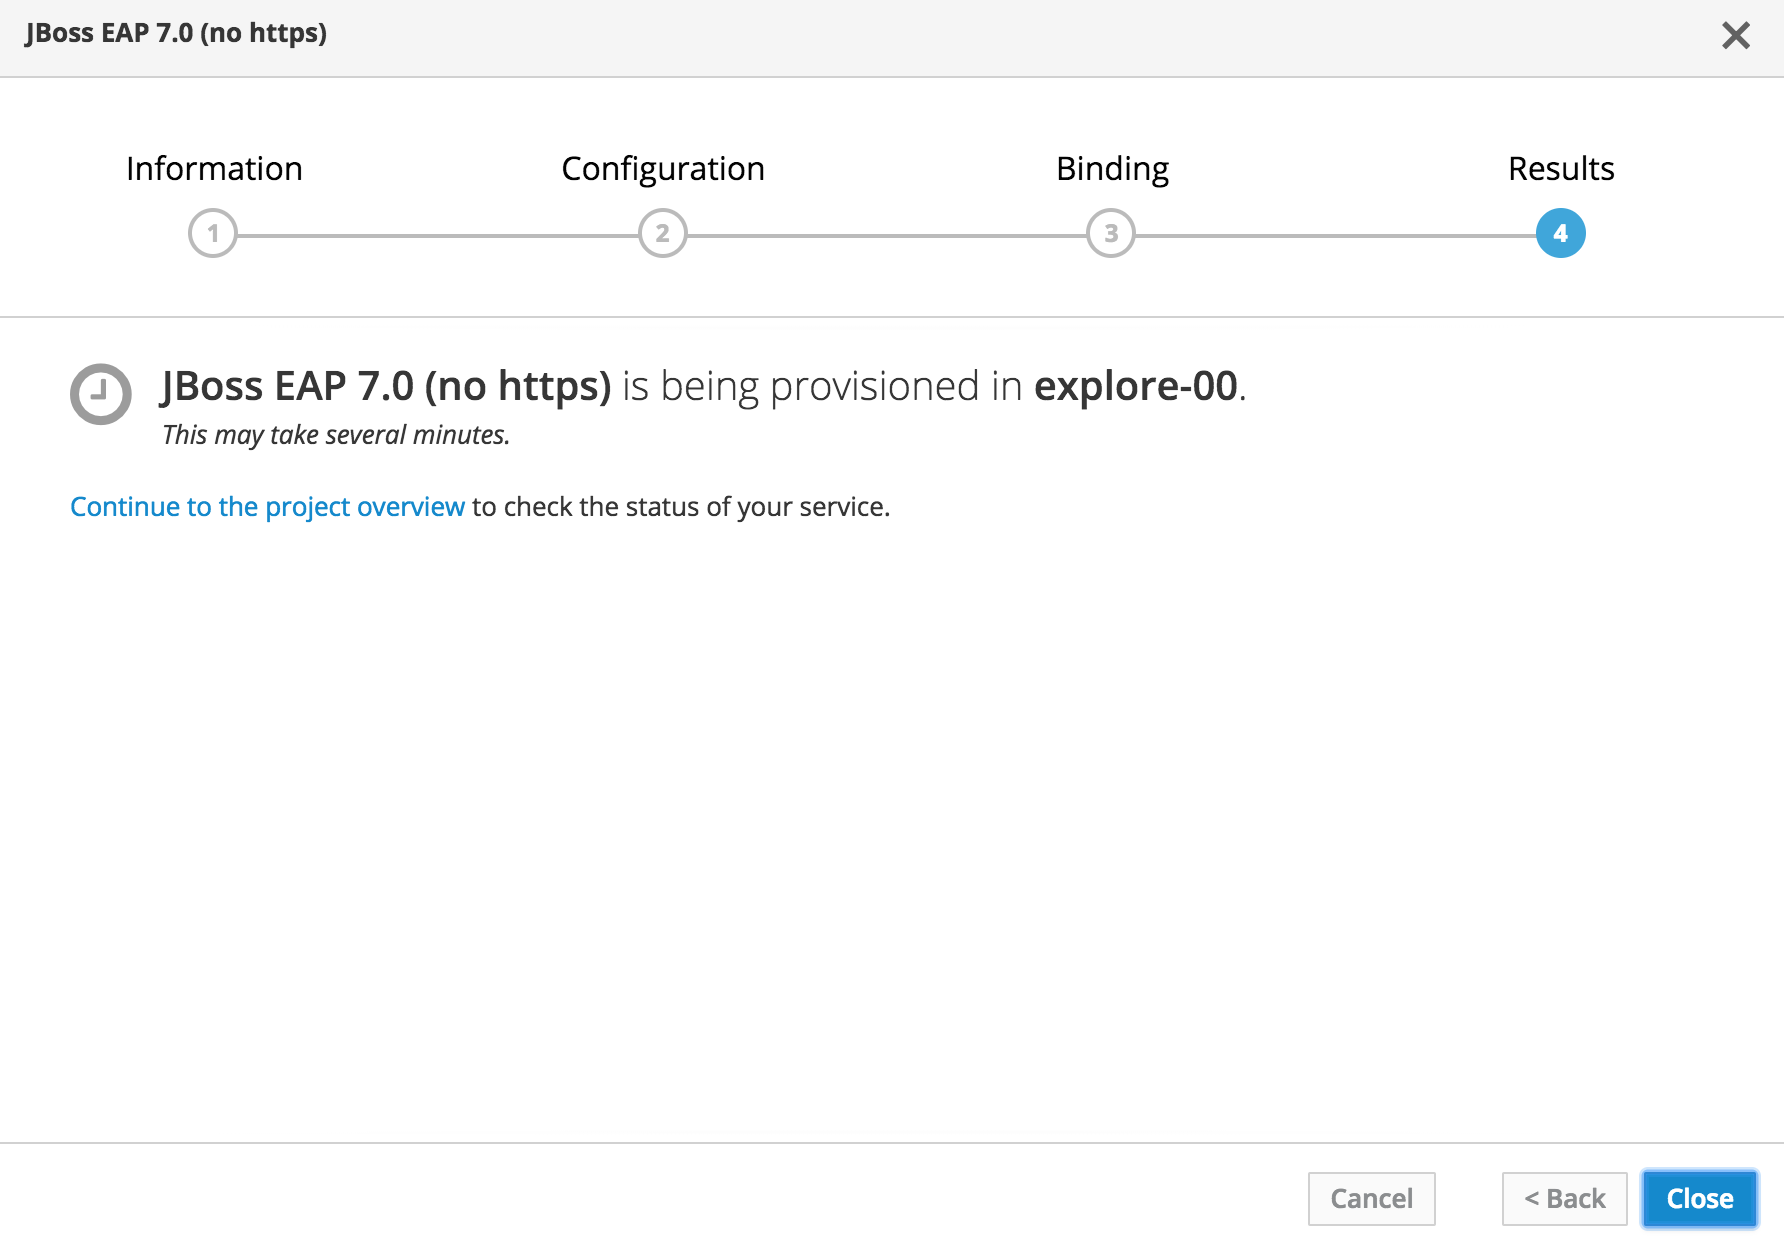 JBoss EAP 7.0 (no https)
Information Configuration Binding Results
1 2 3 4
JBoss EAP 7.0 (no https) is being provisioned in explore-00.
This may take several minutes.
Continue to the project overview to check the status of your service.
Cancel < Back Close